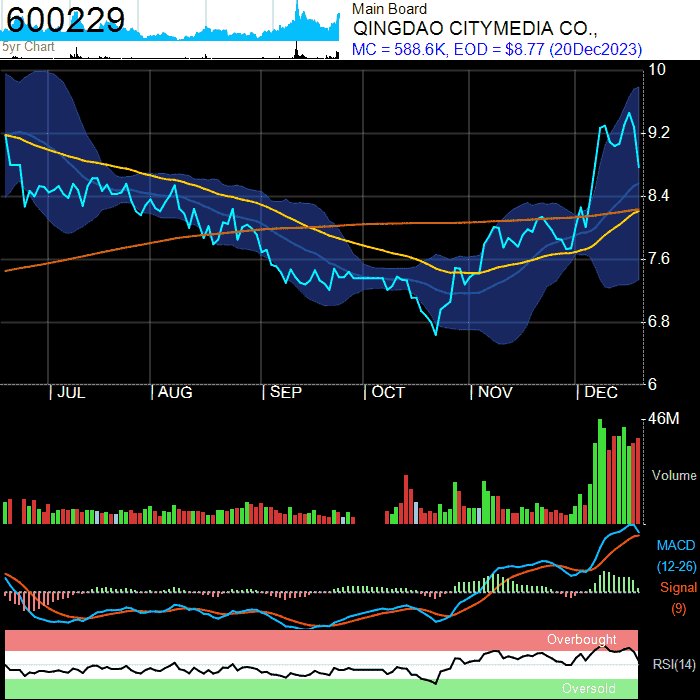 600229
5yr Chart
Main Board
QINGDAO CITYMEDIA CO.,
MC = 588.6K, EOD = $8.77 (20Dec2023)
10
9.2
8.4
7.6
6.8
6
JUL
AUG
SEP
OCT
NOV
DEC
46M
Volume
MACD
(12-26)
Signal
(9)
Overbought
RSI(14)
Oversold